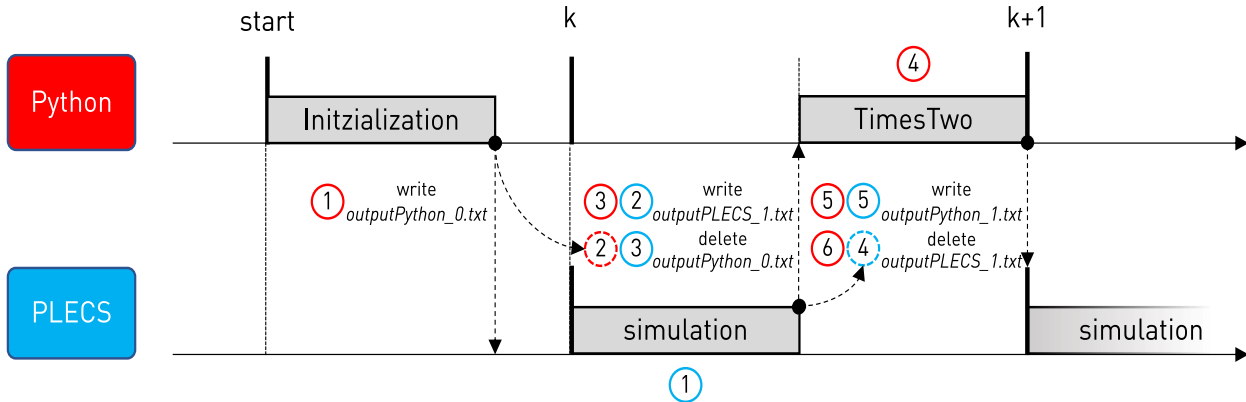 start
k
k+1
4
Python
Initzialization
TimesTwo
1 write
outputPython_0.txt
3 2 write
outputPLECS_1.txt
2 3 delete
outputPython_0.txt
5 5 write
outputPython_1.txt
6 4 delete
outputPLECS_1.txt
PLECS
simulation
simulation
1